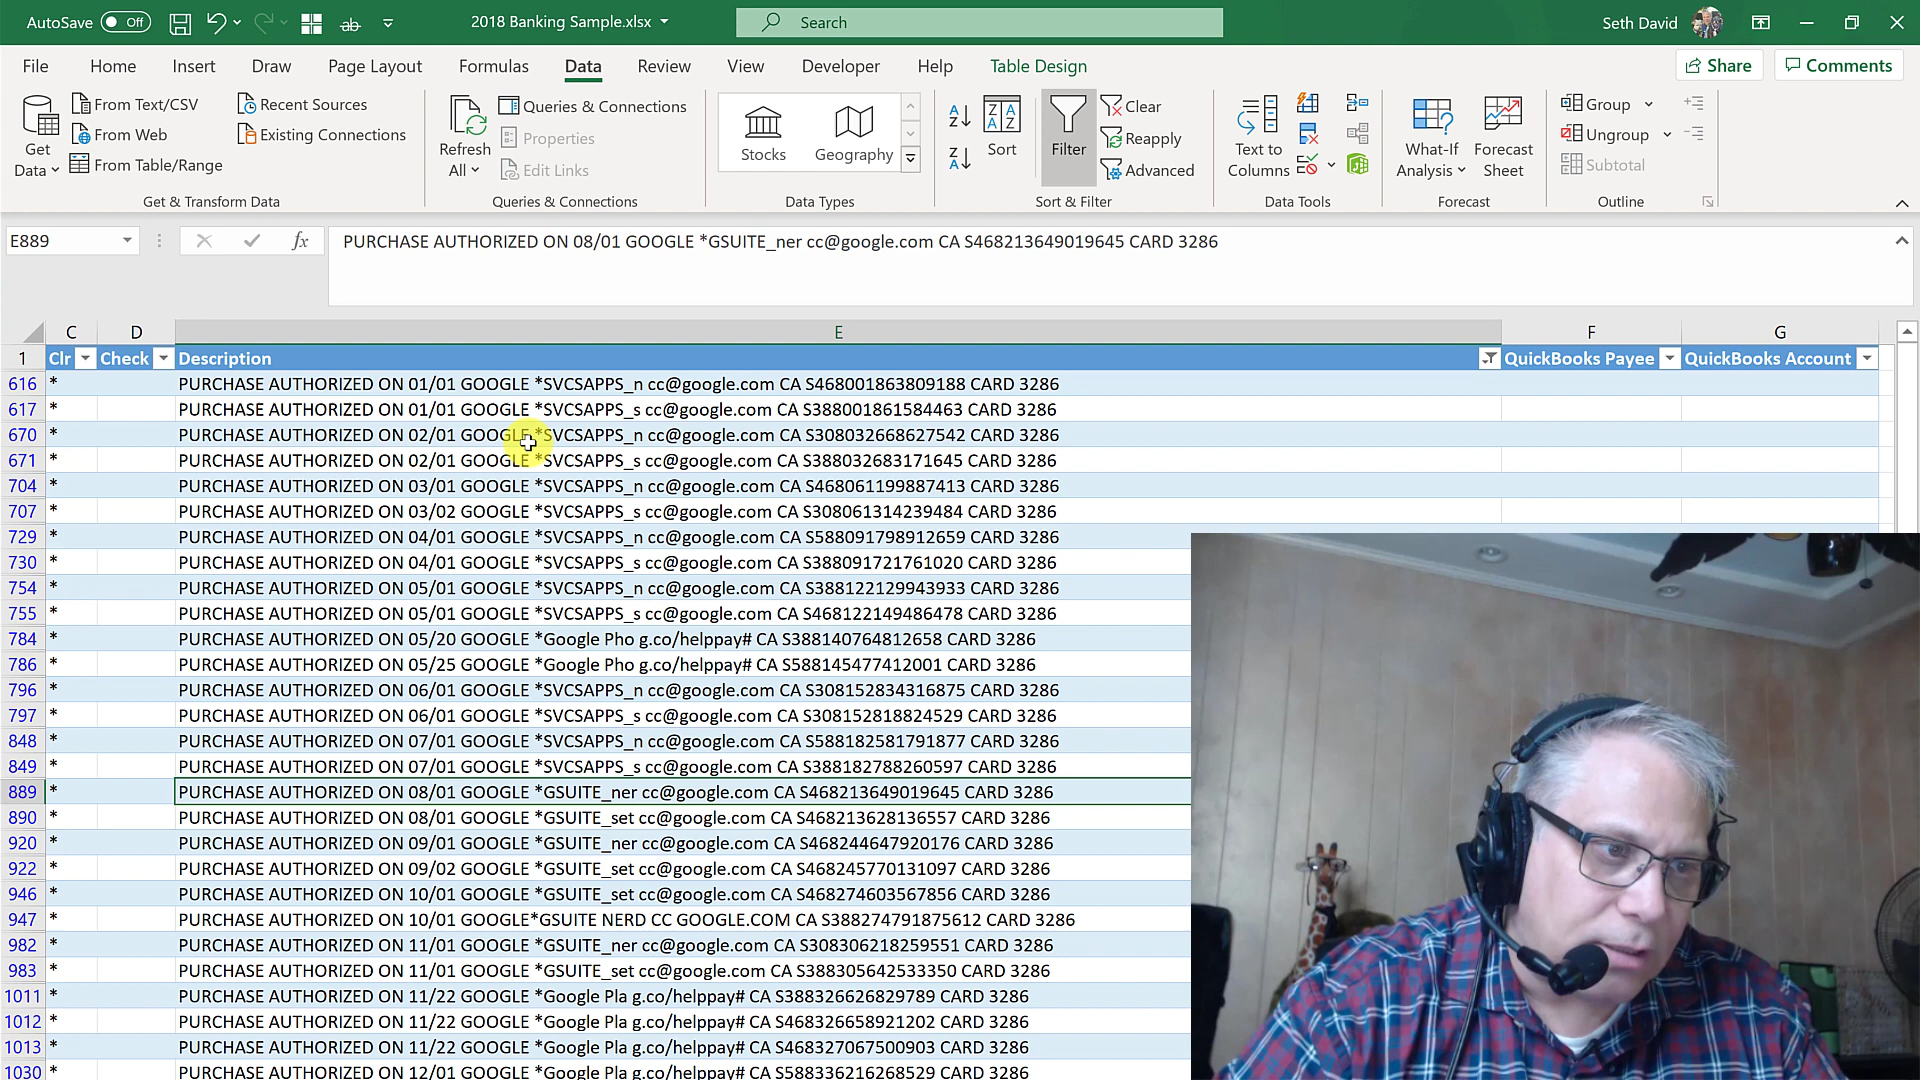 AutoSave Off 2018 Banking Sample.xlsx Search Seth David
File Home Insert Draw Page Layout Formulas Data Review View Developer Help Table Design Share Comments
Get Data
From Text/CSV
From Web
From Table/Range
Recent Sources
Existing Connections
Get & Transform Data
Refresh All
Queries & Connections
Properties
Edit Links
Queries & Connections
Stocks Geography
Data Types
Sort
Filter
Clear
Reapply
Advanced
Sort & Filter
Text to Columns
Data Tools
What-If Analysis
Forecast Sheet
Forecast
Group
Ungroup
Subtotal
Outline
E889 fx PURCHASE AUTHORIZED ON 08/01 GOOGLE *GSUITE_ner cc@google.com CA S468213649019645 CARD 3286
C D E F G
1 Clr Check Description QuickBooks Payee QuickBooks Account
616 * PURCHASE AUTHORIZED ON 01/01 GOOGLE *SVCSAPPS_n cc@google.com CA S468001863809188 CARD 3286
617 * PURCHASE AUTHORIZED ON 01/01 GOOGLE *SVCSAPPS_s cc@google.com CA S388001861584463 CARD 3286
670 * PURCHASE AUTHORIZED ON 02/01 GOOGLE *SVCSAPPS_n cc@google.com CA S308032668627542 CARD 3286
671 * PURCHASE AUTHORIZED ON 02/01 GOOGLE *SVCSAPPS_s cc@google.com CA S388032683171645 CARD 3286
704 * PURCHASE AUTHORIZED ON 03/01 GOOGLE *SVCSAPPS_n cc@google.com CA S468061199887413 CARD 3286
707 * PURCHASE AUTHORIZED ON 03/02 GOOGLE *SVCSAPPS_s cc@google.com CA S308061314239484 CARD 3286
729 * PURCHASE AUTHORIZED ON 04/01 GOOGLE *SVCSAPPS_n cc@google.com CA S588091798912659 CARD 3286
730 * PURCHASE AUTHORIZED ON 04/01 GOOGLE *SVCSAPPS_s cc@google.com CA S388091721761020 CARD 3286
754 * PURCHASE AUTHORIZED ON 05/01 GOOGLE *SVCSAPPS_n cc@google.com CA S388122129943933 CARD 3286
755 * PURCHASE AUTHORIZED ON 05/01 GOOGLE *SVCSAPPS_s cc@google.com CA S468122149486478 CARD 3286
784 * PURCHASE AUTHORIZED ON 05/20 GOOGLE *Google Pho g.co/helppay# CA S388140764812658 CARD 3286
786 * PURCHASE AUTHORIZED ON 05/25 GOOGLE *Google Pho g.co/helppay# CA S588145477412001 CARD 3286
796 * PURCHASE AUTHORIZED ON 06/01 GOOGLE *SVCSAPPS_n cc@google.com CA S308152834316875 CARD 3286
797 * PURCHASE AUTHORIZED ON 06/01 GOOGLE *SVCSAPPS_s cc@google.com CA S308152818824529 CARD 3286
848 * PURCHASE AUTHORIZED ON 07/01 GOOGLE *SVCSAPPS_n cc@google.com CA S588182581791877 CARD 3286
849 * PURCHASE AUTHORIZED ON 07/01 GOOGLE *SVCSAPPS_s cc@google.com CA S388182788260597 CARD 3286
889 * PURCHASE AUTHORIZED ON 08/01 GOOGLE *GSUITE_ner cc@google.com CA S468213649019645 CARD 3286
890 * PURCHASE AUTHORIZED ON 08/01 GOOGLE *GSUITE_set cc@google.com CA S468213628136557 CARD 3286
920 * PURCHASE AUTHORIZED ON 09/01 GOOGLE *GSUITE_ner cc@google.com CA S468244647920176 CARD 3286
922 * PURCHASE AUTHORIZED ON 09/02 GOOGLE *GSUITE_set cc@google.com CA S468245770131097 CARD 3286
946 * PURCHASE AUTHORIZED ON 10/01 GOOGLE *GSUITE_set cc@google.com CA S468274603567856 CARD 3286
947 * PURCHASE AUTHORIZED ON 10/01 GOOGLE*GSUITE NERD CC GOOGLE.COM CA S388274791875612 CARD 3286
982 * PURCHASE AUTHORIZED ON 11/01 GOOGLE *GSUITE_ner cc@google.com CA S308306218259551 CARD 3286
983 * PURCHASE AUTHORIZED ON 11/01 GOOGLE *GSUITE_set cc@google.com CA S388305642533350 CARD 3286
1011 * PURCHASE AUTHORIZED ON 11/22 GOOGLE *Google Pla g.co/helppay# CA S388326626829789 CARD 3286
1012 * PURCHASE AUTHORIZED ON 11/22 GOOGLE *Google Pla g.co/helppay# CA S468326658921202 CARD 3286
1013 * PURCHASE AUTHORIZED ON 11/22 GOOGLE *Google Pla g.co/helppay# CA S468327067500903 CARD 3286
1030 * PURCHASE AUTHORIZED ON 12/01 GOOGLE *Google Pla g.co/helppay# CA S588336216268529 CARD 3286